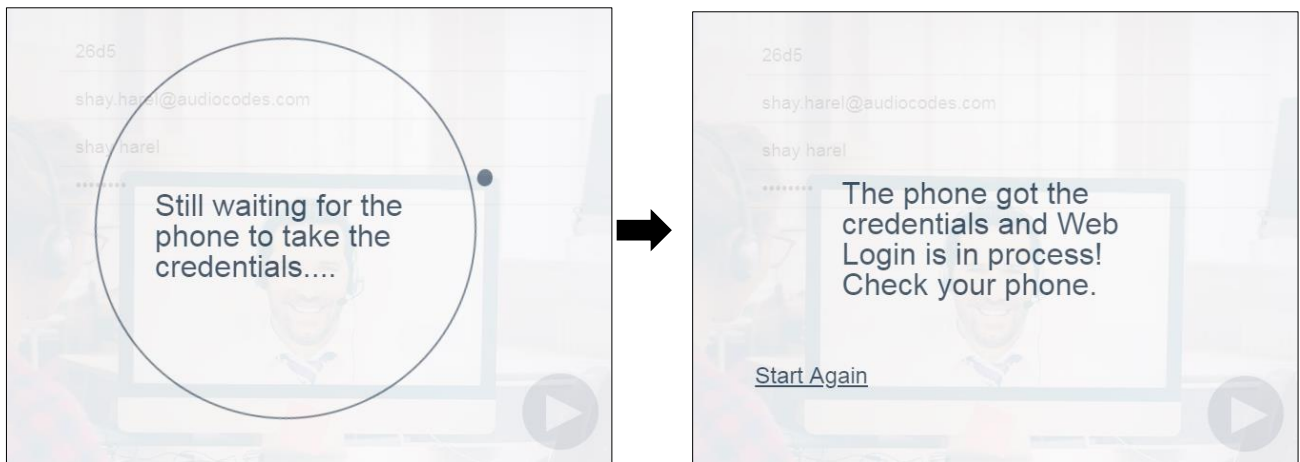 26d5
shay.harel@audiocodes.com
shay harel
••••••••
Still waiting for the
phone to take the
credentials....
26d5
shay.harel@audiocodes.com
shay harel
••••••••
The phone got the
credentials and Web
Login is in process!
Check your phone.
Start Again